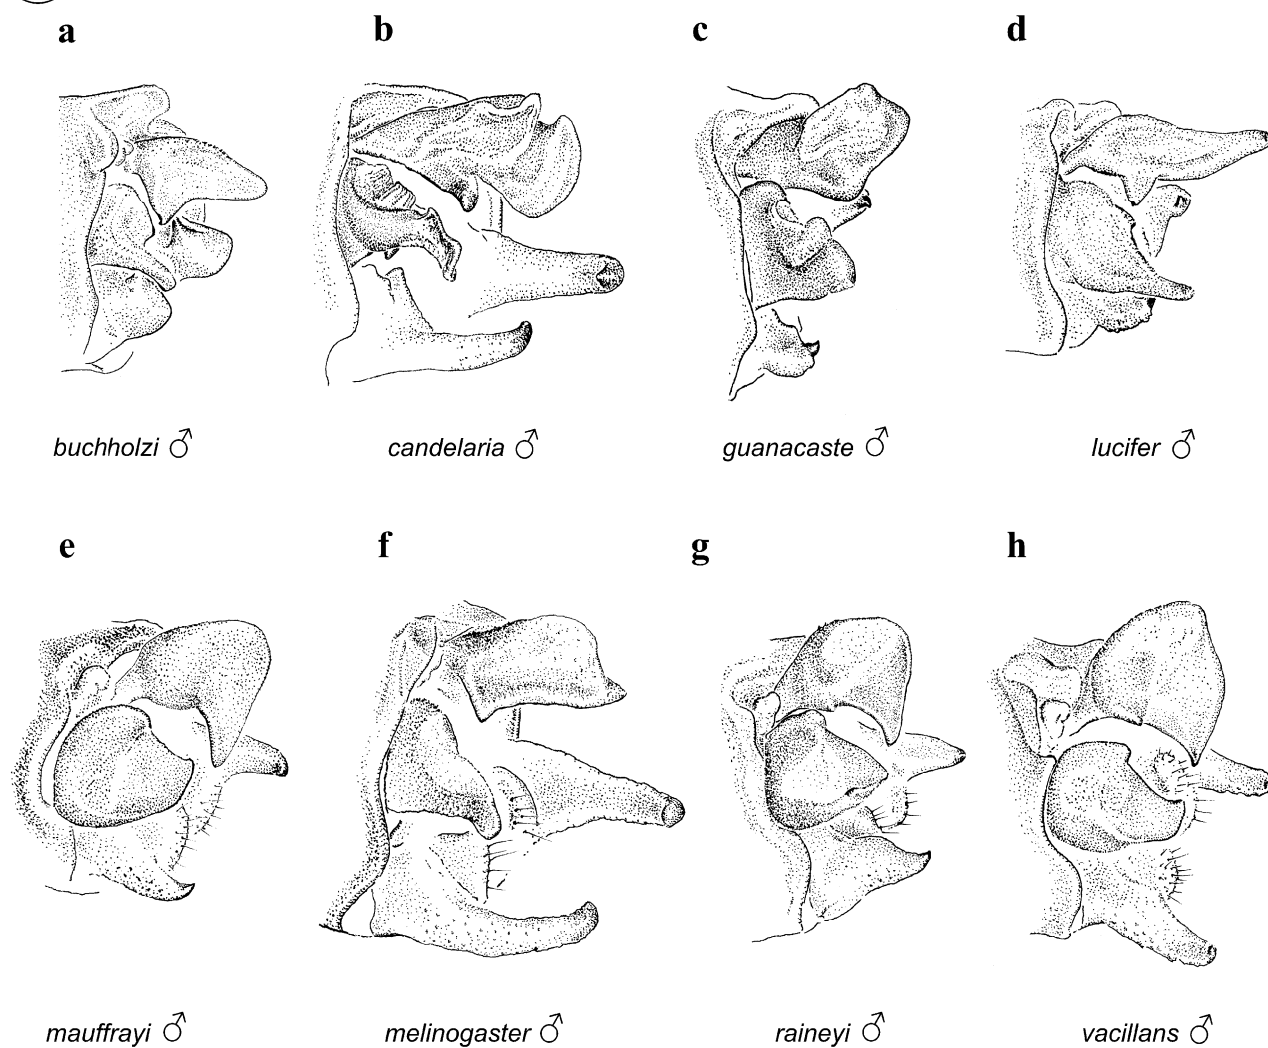 a b c d
buchholzi ♂ candelaria ♂ guanacaste ♂ lucifer ♂
e f g h
mauffrayi ♂ melinogaster ♂ raineyi ♂ vacillans ♂